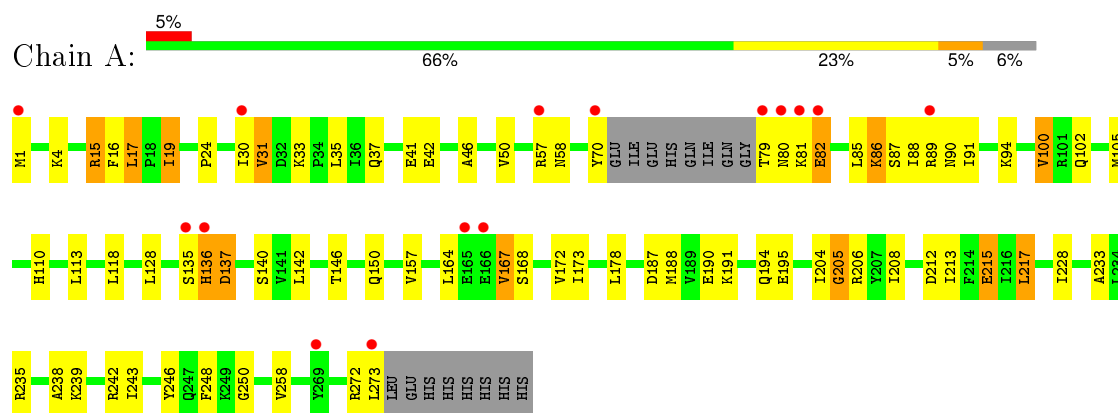 5%
Chain A:
66% 23% 5% 6%
M1 K4 R15 F16 L17 P18 I19 P24 I30 V31 D32 K33 P34 L35 I36 Q37 E41 E42 A46 V50 R57 N58 Y70 GLU ILE GLU HIS GLN ILE GLN GLY T79 N80 K81 E82 L85 K86 S87 I88 R89 N90 I91 K94 V100 R101 Q102 M105
H110 L113 L118 L128 S135 H136 D137 S140 V141 L142 T146 Q150 V157 L164 E165 E166 V167 S168 V172 I173 L178 D187 M188 V189 E190 K191 Q194 E195 I204 G205 R206 Y207 I208 D212 I213 F214 E215 I216 L217 I228 A233 L234
R235 A238 K239 R242 I243 Y246 Q247 F248 K249 G250 V258 Y269 R272 L273 LEU GLU HIS HIS HIS HIS HIS HIS